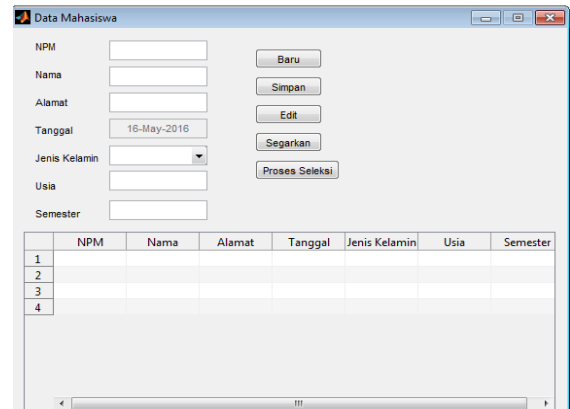 Data Mahasiswa
NPM
Baru
Nama
Simpan
Alamat
Edit
Tanggal 16-May-2016
Segarkan
Jenis Kelamin
Proses Seleksi
Usia
Semester
NPM Nama Alamat Tanggal Jenis Kelamin Usia Semester
1
2
3
4